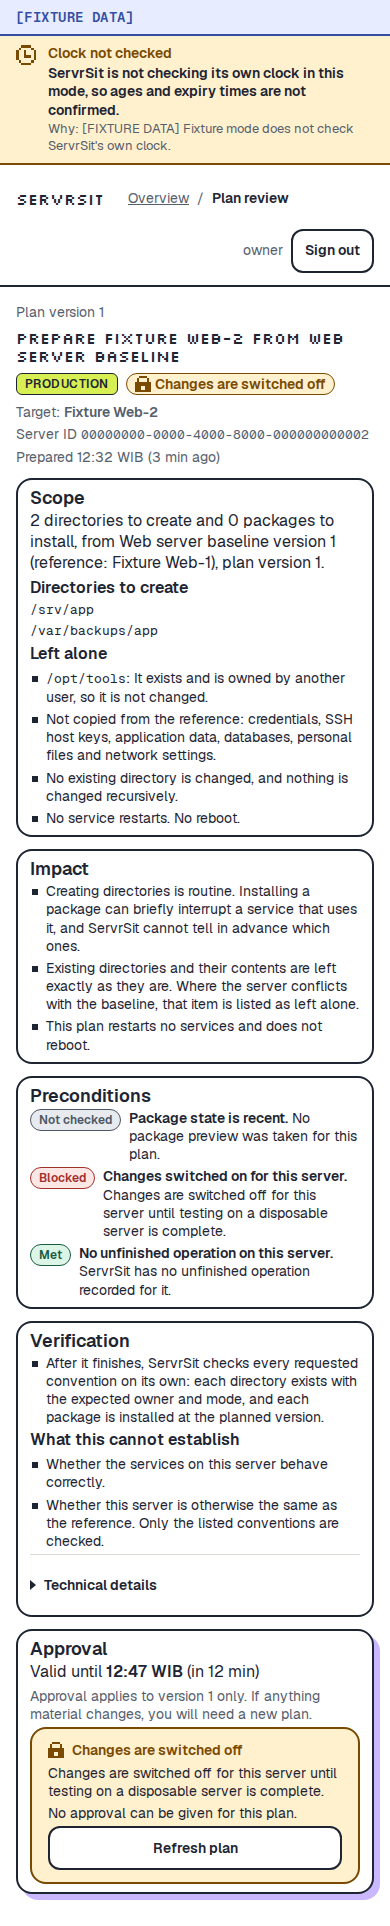 [FIXTURE DATA]
Clock not checked
ServrSit is not checking its own clock in this
mode, so ages and expiry times are not
confirmed.
Why: [FIXTURE DATA] Fixture mode does not check
ServrSit's own clock.
SERVRSIT
Overview / Plan review
owner
Sign out
Plan version 1
PREPARE FIXTURE WEB-2 FROM WEB
SERVER BASELINE
PRODUCTION
Changes are switched off
Target: Fixture Web-2
Server ID 00000000-0000-4000-8000-000000000002
Prepared 12:32 WIB (3 min ago)
Scope
2 directories to create and 0 packages to
install, from Web server baseline version 1
(reference: Fixture Web-1), plan version 1.
Directories to create
/srv/app
/var/backups/app
Left alone
/opt/tools: It exists and is owned by another
user, so it is not changed.
Not copied from the reference: credentials, SSH
host keys, application data, databases, personal
files and network settings.
No existing directory is changed, and nothing is
changed recursively.
No service restarts. No reboot.
Impact
Creating directories is routine. Installing a
package can briefly interrupt a service that uses
it, and ServrSit cannot tell in advance which
ones.
Existing directories and their contents are left
exactly as they are. Where the server conflicts
with the baseline, that item is listed as left alone.
This plan restarts no services and does not
reboot.
Preconditions
Not checked
Package state is recent. No
package preview was taken for this
plan.
Blocked
Changes switched on for this server.
Changes are switched off for this
server until testing on a disposable
server is complete.
Met
No unfinished operation on this server.
ServrSit has no unfinished operation
recorded for it.
Verification
After it finishes, ServrSit checks every requested
convention on its own: each directory exists with
the expected owner and mode, and each
package is installed at the planned version.
What this cannot establish
Whether the services on this server behave
correctly.
Whether this server is otherwise the same as
the reference. Only the listed conventions are
checked.
Technical details
Approval
Valid until 12:47 WIB (in 12 min)
Approval applies to version 1 only. If anything
material changes, you will need a new plan.
Changes are switched off
Changes are switched off for this server until
testing on a disposable server is complete.
No approval can be given for this plan.
Refresh plan